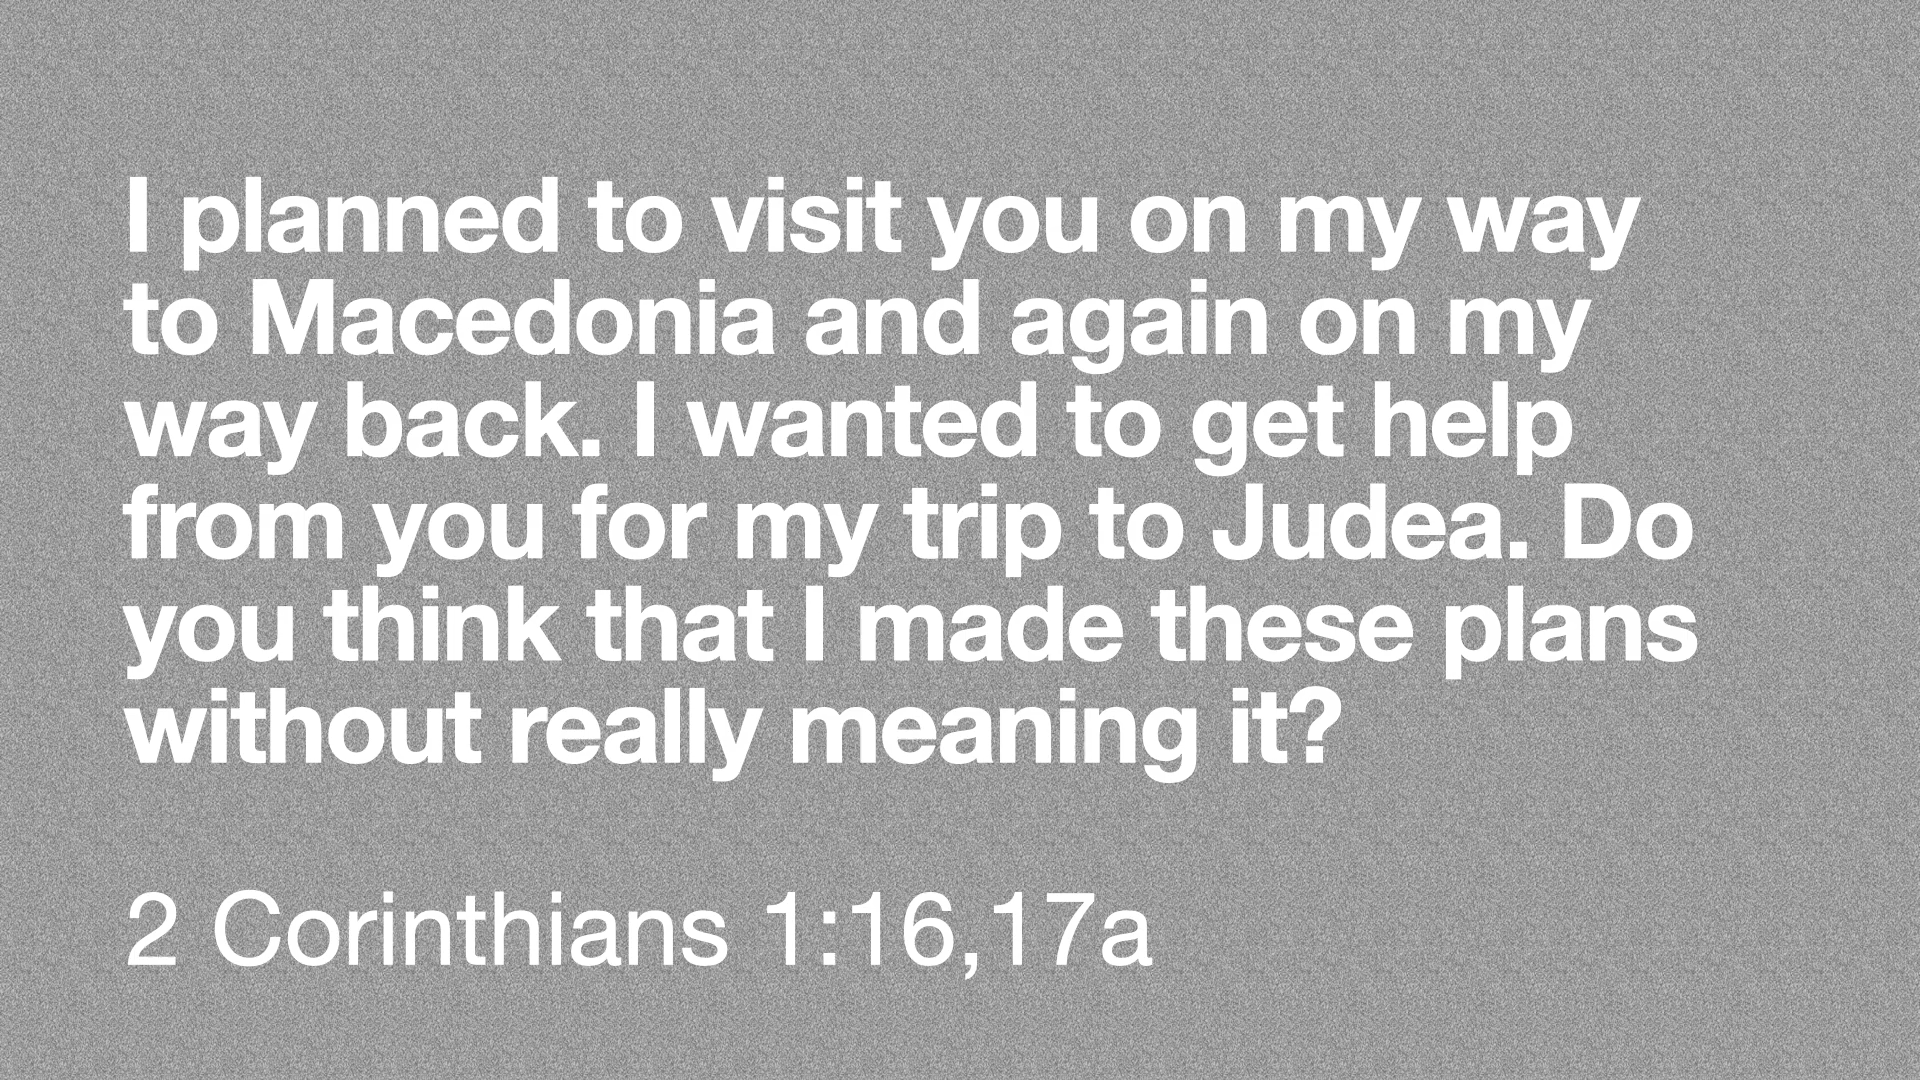 I planned to visit you on my way
to Macedonia and again on my
way back. I wanted to get help
from you for my trip to Judea. Do
you think that I made these plans
without really meaning it?
2 Corinthians 1:16,17a